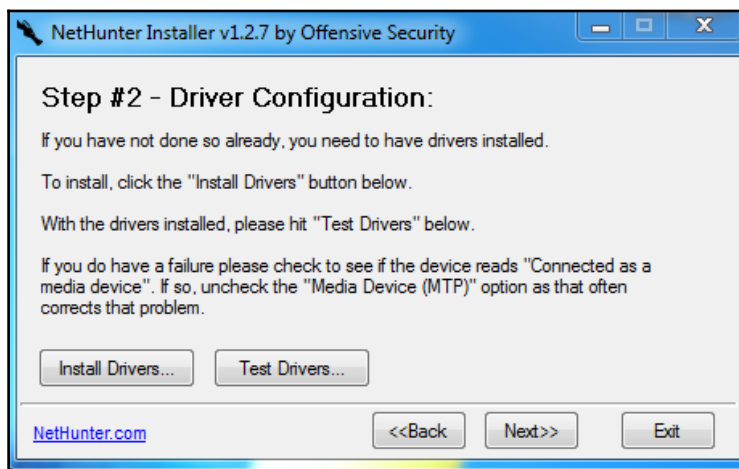 NetHunter Installer v1.2.7 by Offensive Security
X
Step #2 - Driver Configuration:
If you have not done so already, you need to have drivers installed.
To install, click the "Install Drivers" button below.
With the drivers installed, please hit "Test Drivers" below.
If you do have a failure please check to see if the device reads "Connected as a
media device". If so, uncheck the "Media Device (MTP)" option as that often
corrects that problem.
Install Drivers... Test Drivers...
NetHunter.com <<Back Next>> Exit